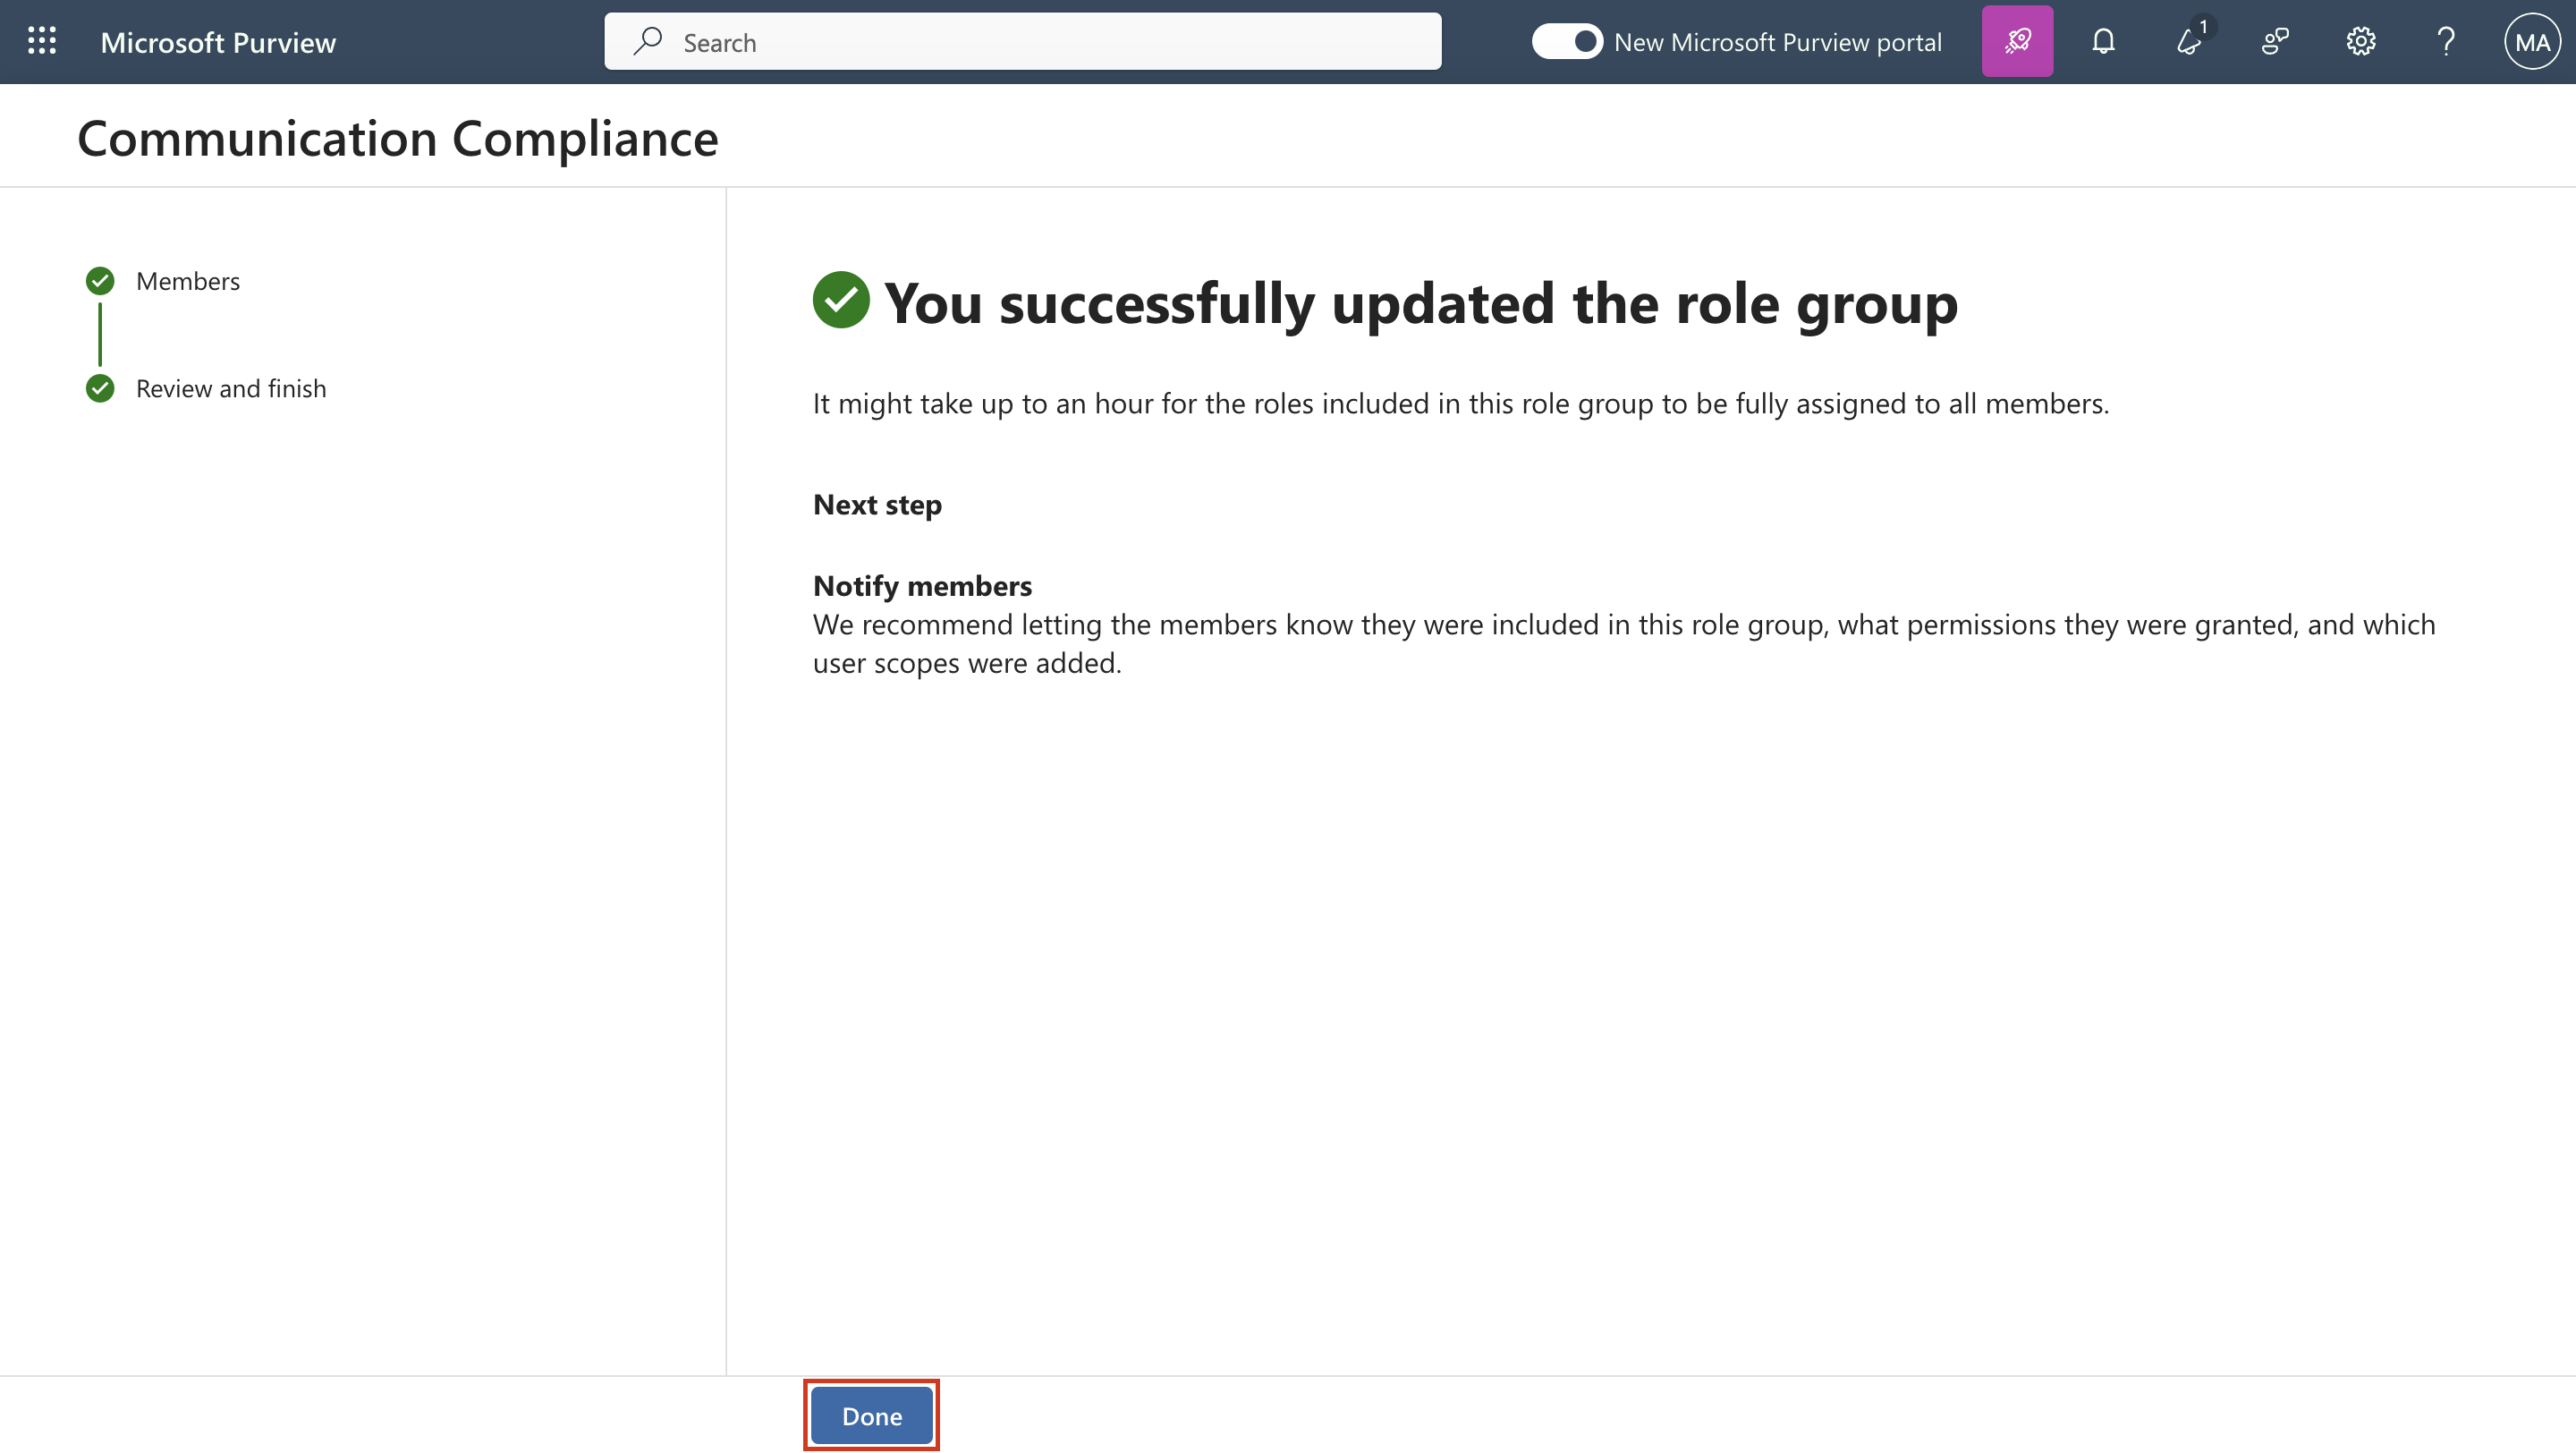 Microsoft Purview
Search
New Microsoft Purview portal
1
MA
Communication Compliance
Members
Review and finish
You successfully updated the role group
It might take up to an hour for the roles included in this role group to be fully assigned to all members.
Next step
Notify members
We recommend letting the members know they were included in this role group, what permissions they were granted, and which
user scopes were added.
Done